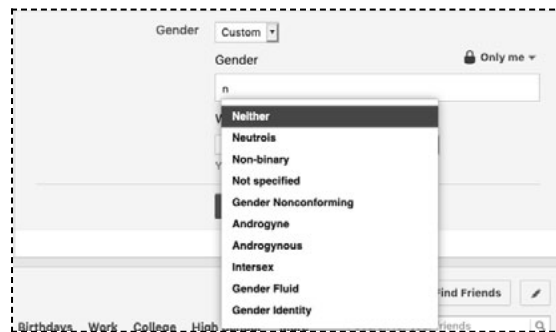 Gender Custom
Gender Only me
n
Neither
Neutrois
Non-binary
Not specified
Gender Nonconforming
Androgyne
Androgynous
Intersex
Gender Fluid
Gender Identity
Find Friends
Birthdays Work College High